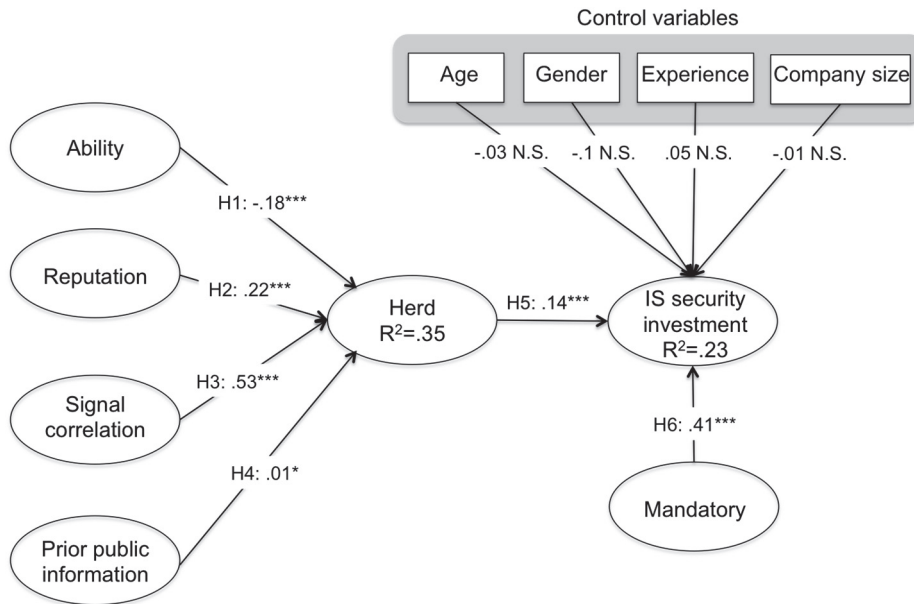 Control variables
Age
Gender
Experience
Company size
-.03 N.S.
-.1 N.S.
.05 N.S.
-.01 N.S.
Ability
H1: -.18***
Reputation
H2: .22***
Herd
R²=.35
H5: .14***
IS security
investment
R²=.23
H3: .53***
Signal
correlation
H4: .01*
H6: .41***
Mandatory
Prior public
information